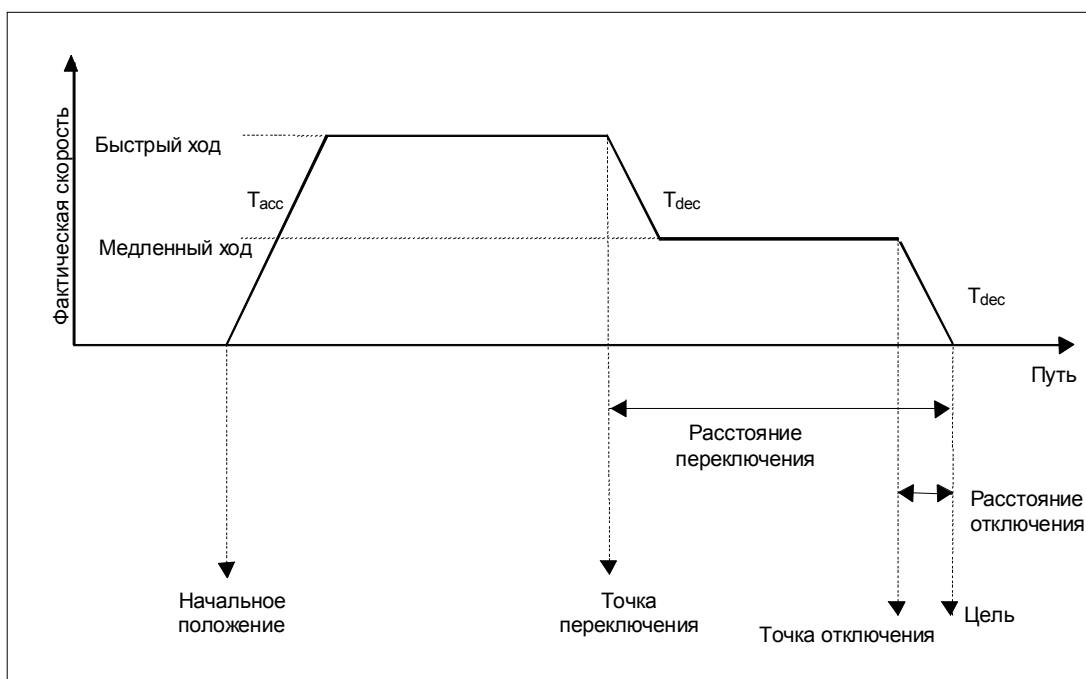 Фактическая скорость
Быстрый ход
Tacc
Tdec
Медленный ход
Tdec
Путь
Расстояние
переключения
Расстояние
отключения
Начальное
положение
Точка
переключения
Точка отключения
Цель